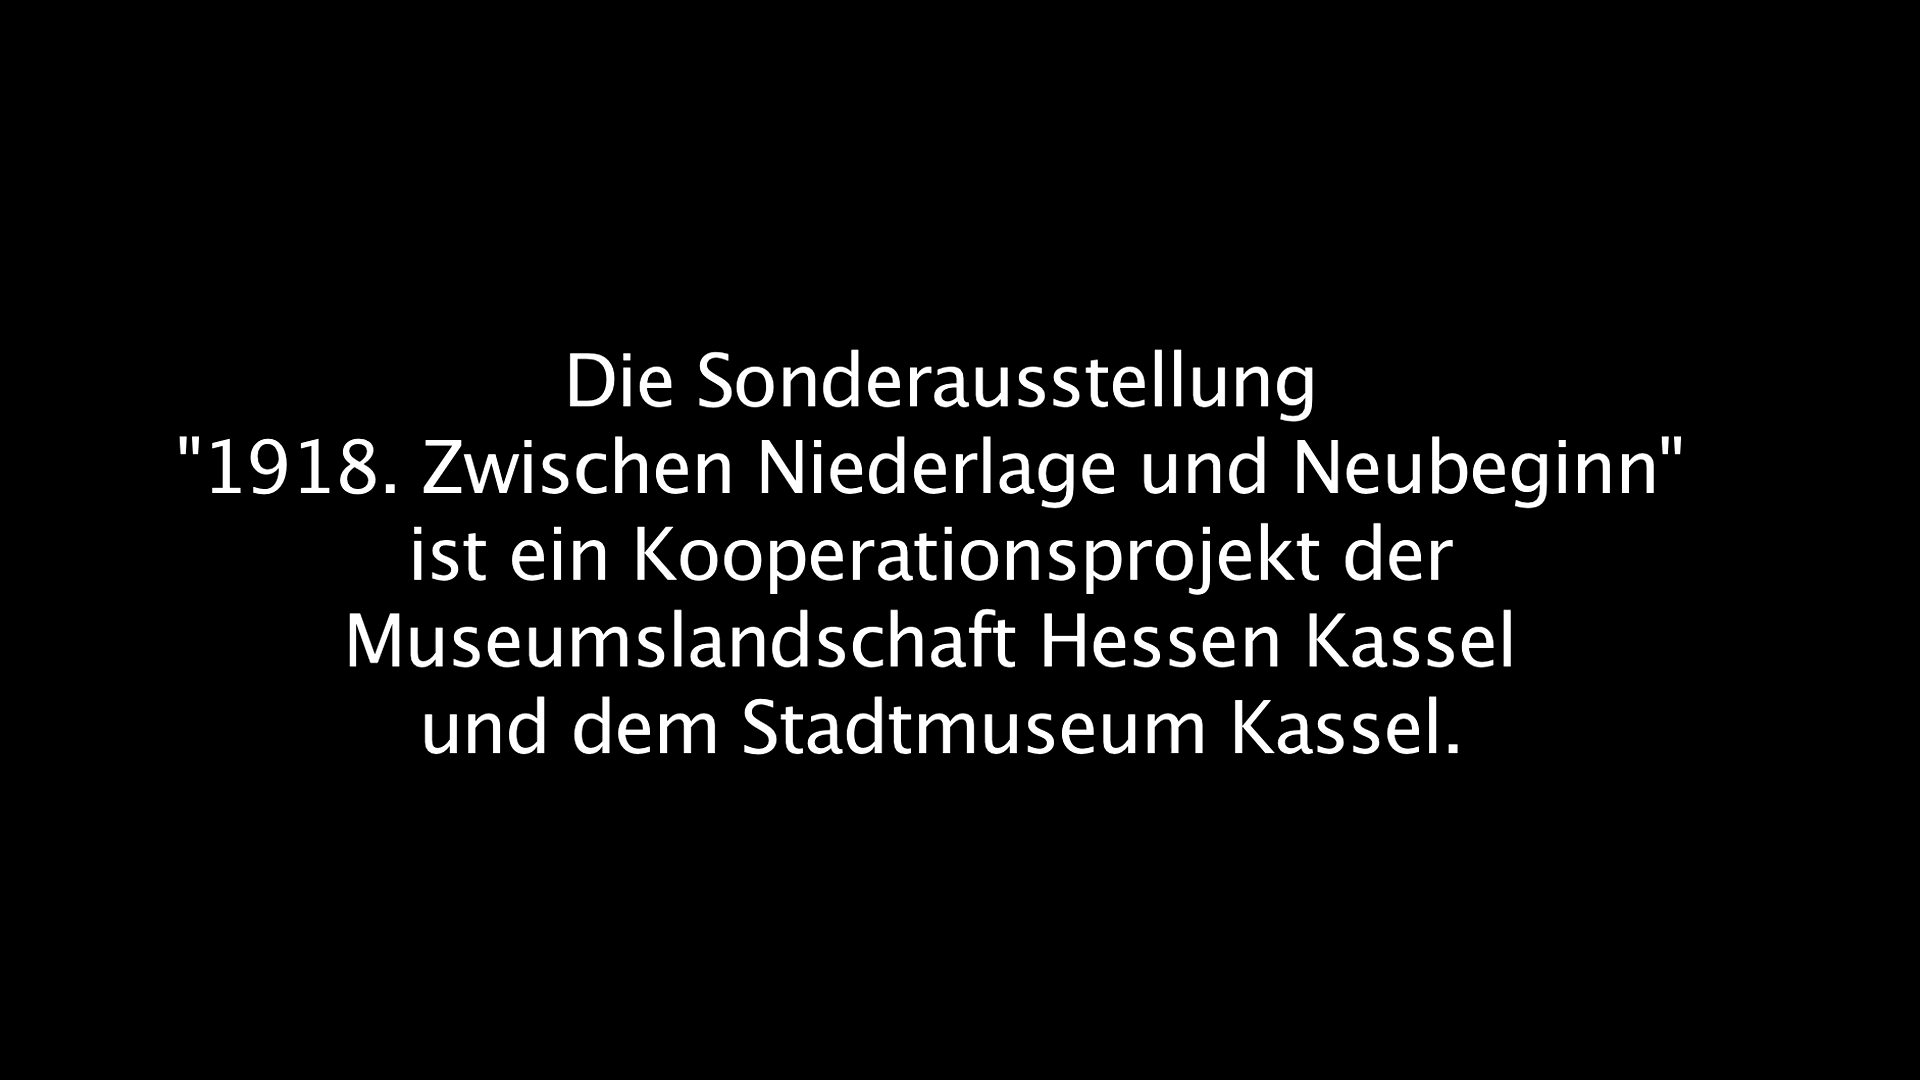 Die Sonderausstellung
"1918. Zwischen Niederlage und Neubeginn"
ist ein Kooperationsprojekt der
Museumslandschaft Hessen Kassel
und dem Stadtmuseum Kassel.